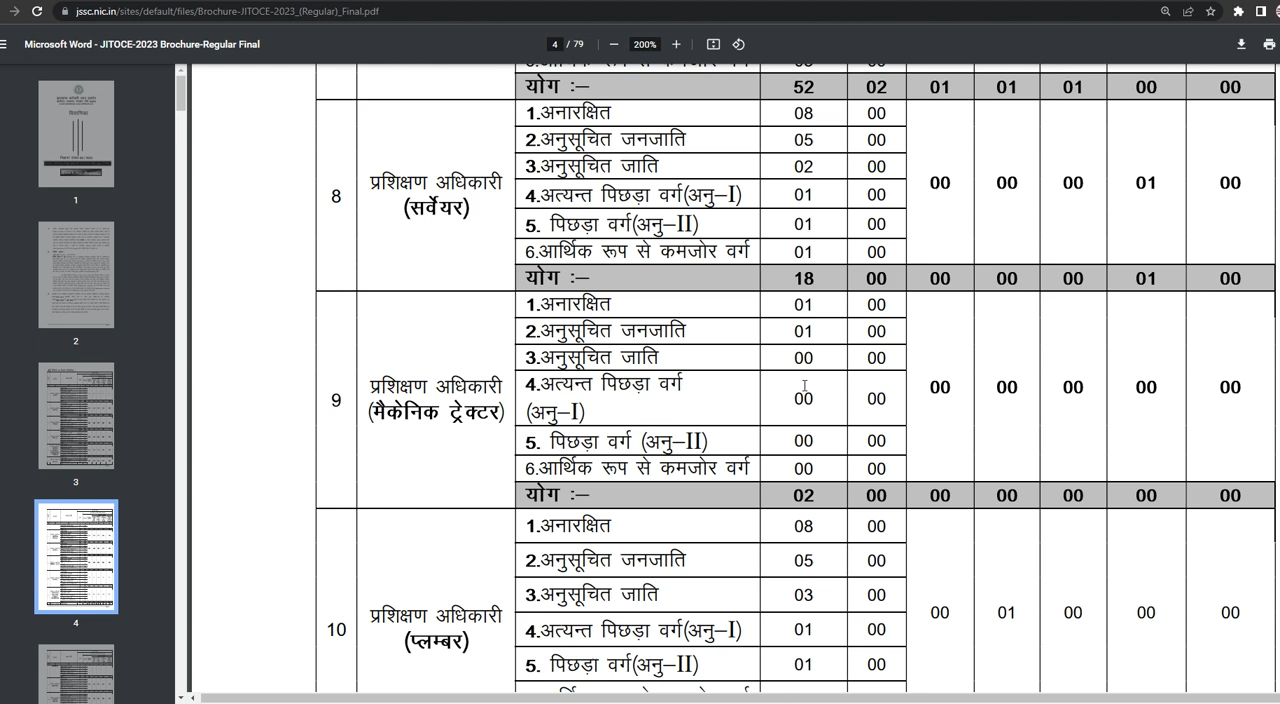 jssc.nic.in/sites/default/files/Brochure-JITOCE-2023_(Regular)_Final.pdf
Microsoft Word - JITOCE-2023 Brochure-Regular Final
4 / 79
200%
योग :— 52 02 01 01 01 00 00
8 प्रशिक्षण अधिकारी (सर्वेयर)
1.अनारक्षित 08 00
2.अनुसूचित जनजाति 05 00
3.अनुसूचित जाति 02 00
4.अत्यन्त पिछड़ा वर्ग(अनु–I) 01 00
5. पिछड़ा वर्ग(अनु–II) 01 00
6.आर्थिक रूप से कमजोर वर्ग 01 00
00 00 00 01 00
योग :— 18 00 00 00 00 01 00
9 प्रशिक्षण अधिकारी (मैकेनिक ट्रेक्टर)
1.अनारक्षित 01 00
2.अनुसूचित जनजाति 01 00
3.अनुसूचित जाति 00 00
4.अत्यन्त पिछड़ा वर्ग
(अनु–I) 00 00
5. पिछड़ा वर्ग (अनु–II) 00 00
6.आर्थिक रूप से कमजोर वर्ग 00 00
00 00 00 00 00
योग :— 02 00 00 00 00 00 00
10 प्रशिक्षण अधिकारी (प्लम्बर)
1.अनारक्षित 08 00
2.अनुसूचित जनजाति 05 00
3.अनुसूचित जाति 03 00
4.अत्यन्त पिछड़ा वर्ग(अनु–I) 01 00
5. पिछड़ा वर्ग(अनु–II) 01 00
00 01 00 00 00
1
2
3
4